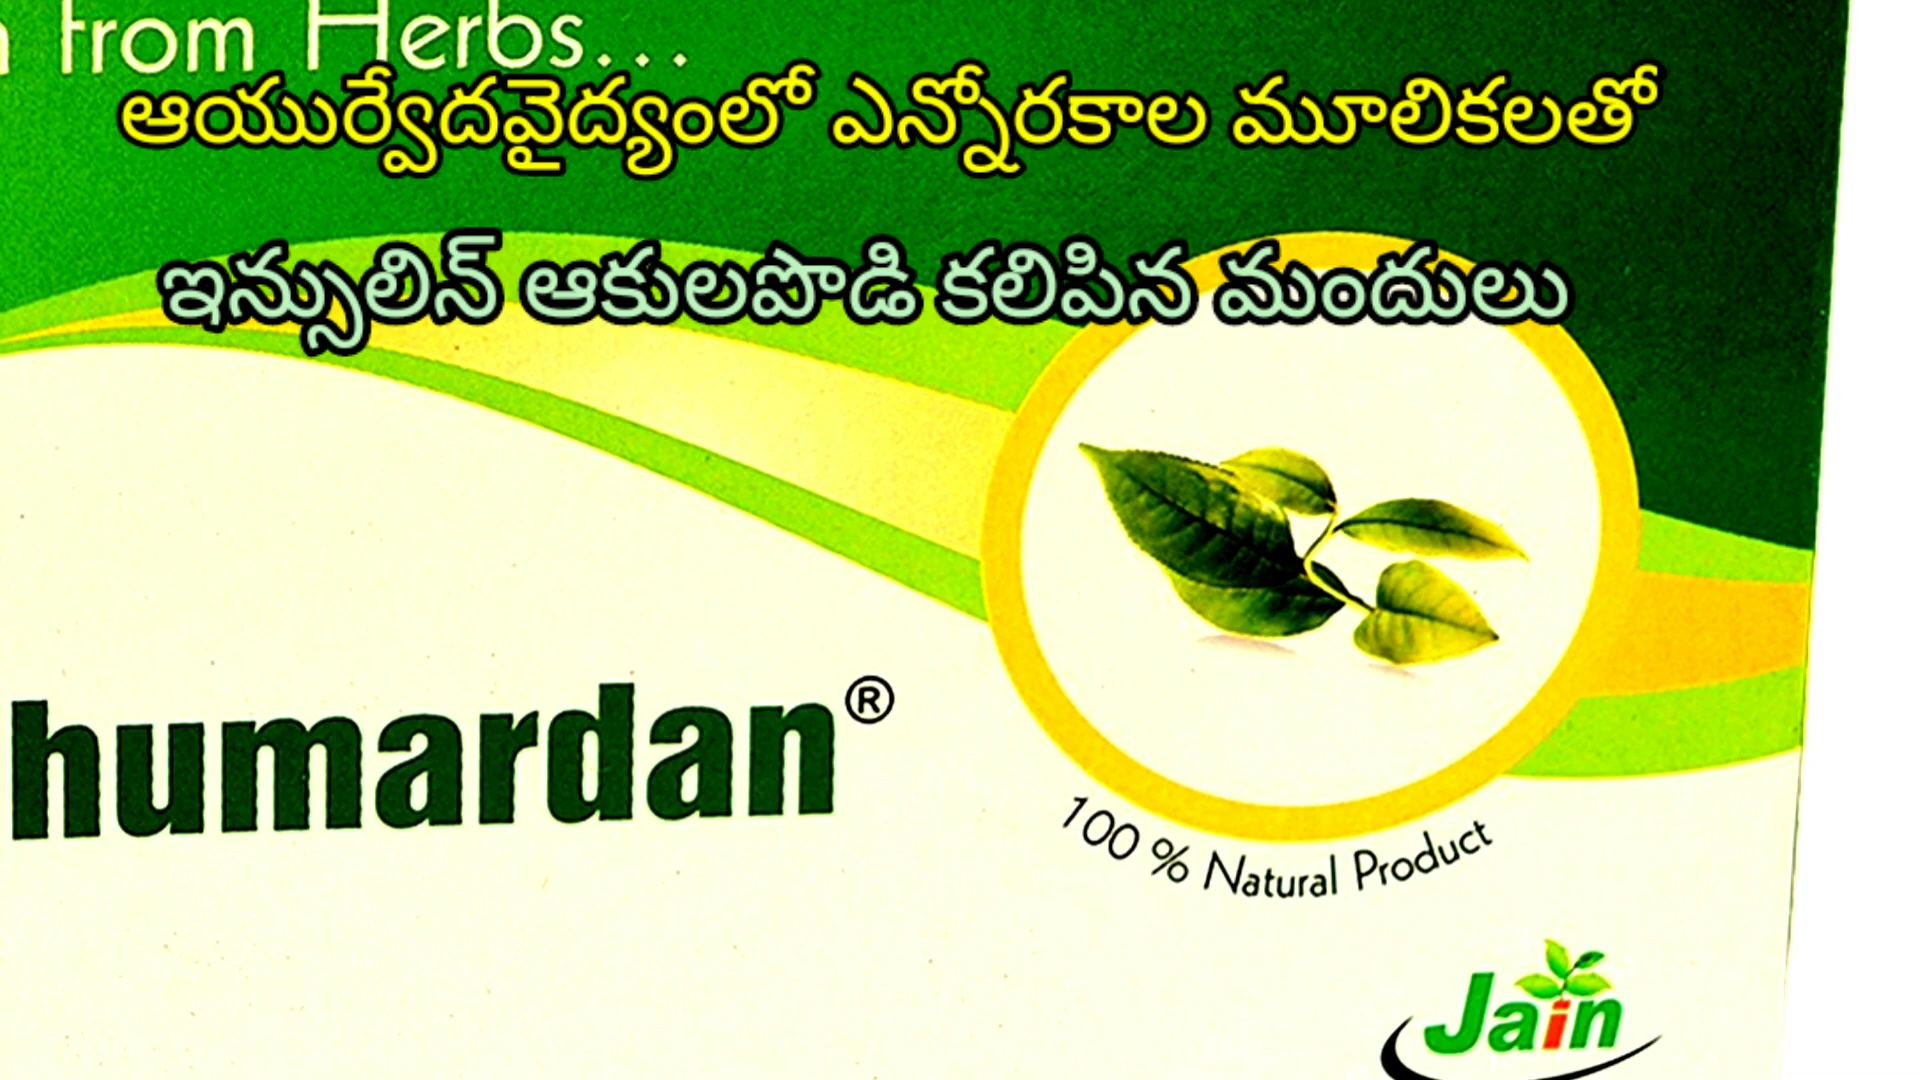 from Herbs...
ఆయుర్వేదవైద్యంలో ఎన్నోరకాల మూలికలతో
ఇన్సులిన్ ఆకులపొడి కలిపిన మందులు
humardan®
100 % Natural Product
Jain